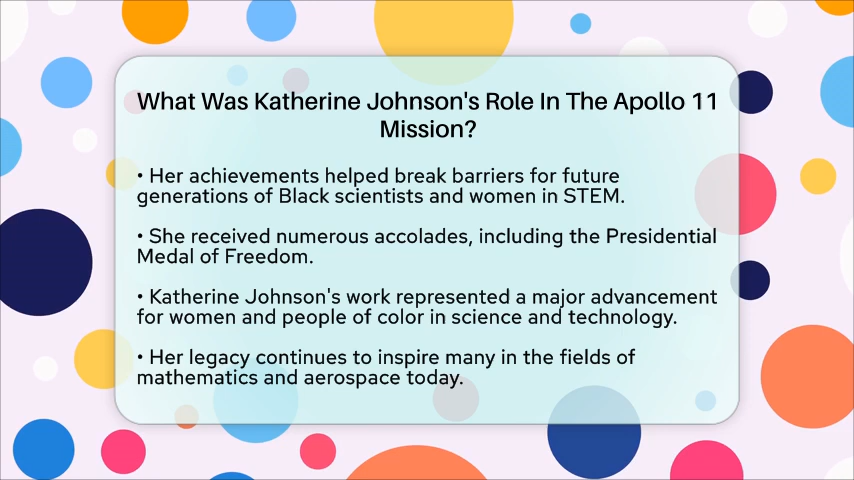 What Was Katherine Johnson's Role In The Apollo 11
Mission?
• Her achievements helped break barriers for future
generations of Black scientists and women in STEM.
• She received numerous accolades, including the Presidential
Medal of Freedom.
• Katherine Johnson's work represented a major advancement
for women and people of color in science and technology.
• Her legacy continues to inspire many in the fields of
mathematics and aerospace today.